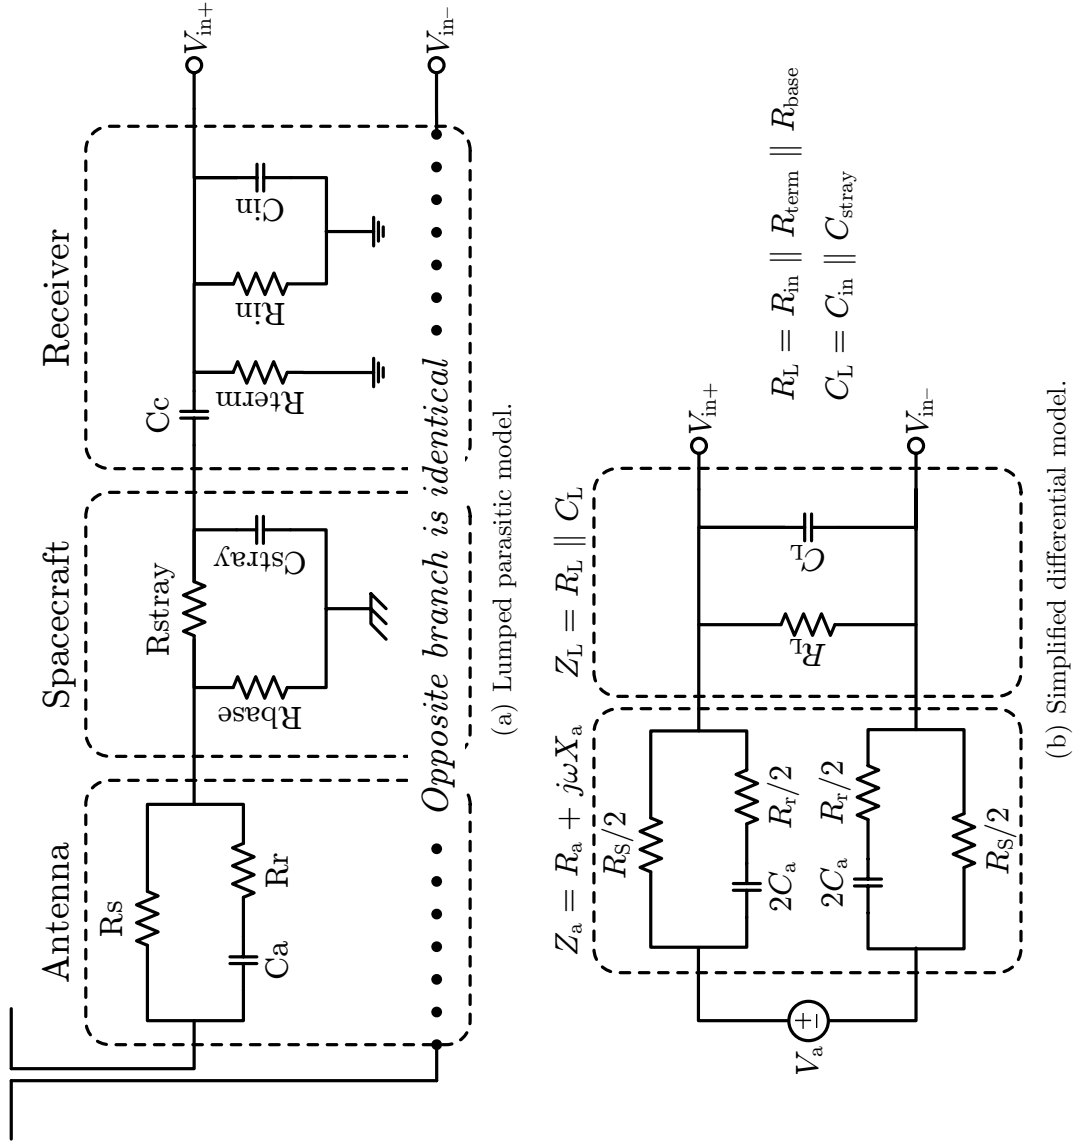 Antenna
Spacecraft
Receiver
Rs
Ca
Rr
Rbase
Rstray
Cstray
Cc
Rterm
Rin
Cin
V_in+
V_in−
Opposite branch is identical
(a) Lumped parasitic model.
Z_a = R_a + jωX_a
Z_L = R_L ∥ C_L
V_a
+
−
R_S/2
2C_a
R_r/2
2C_a
R_r/2
R_S/2
R_L
C_L
V_in+
V_in−
R_L = R_in ∥ R_term ∥ R_base
C_L = C_in ∥ C_stray
(b) Simplified differential model.